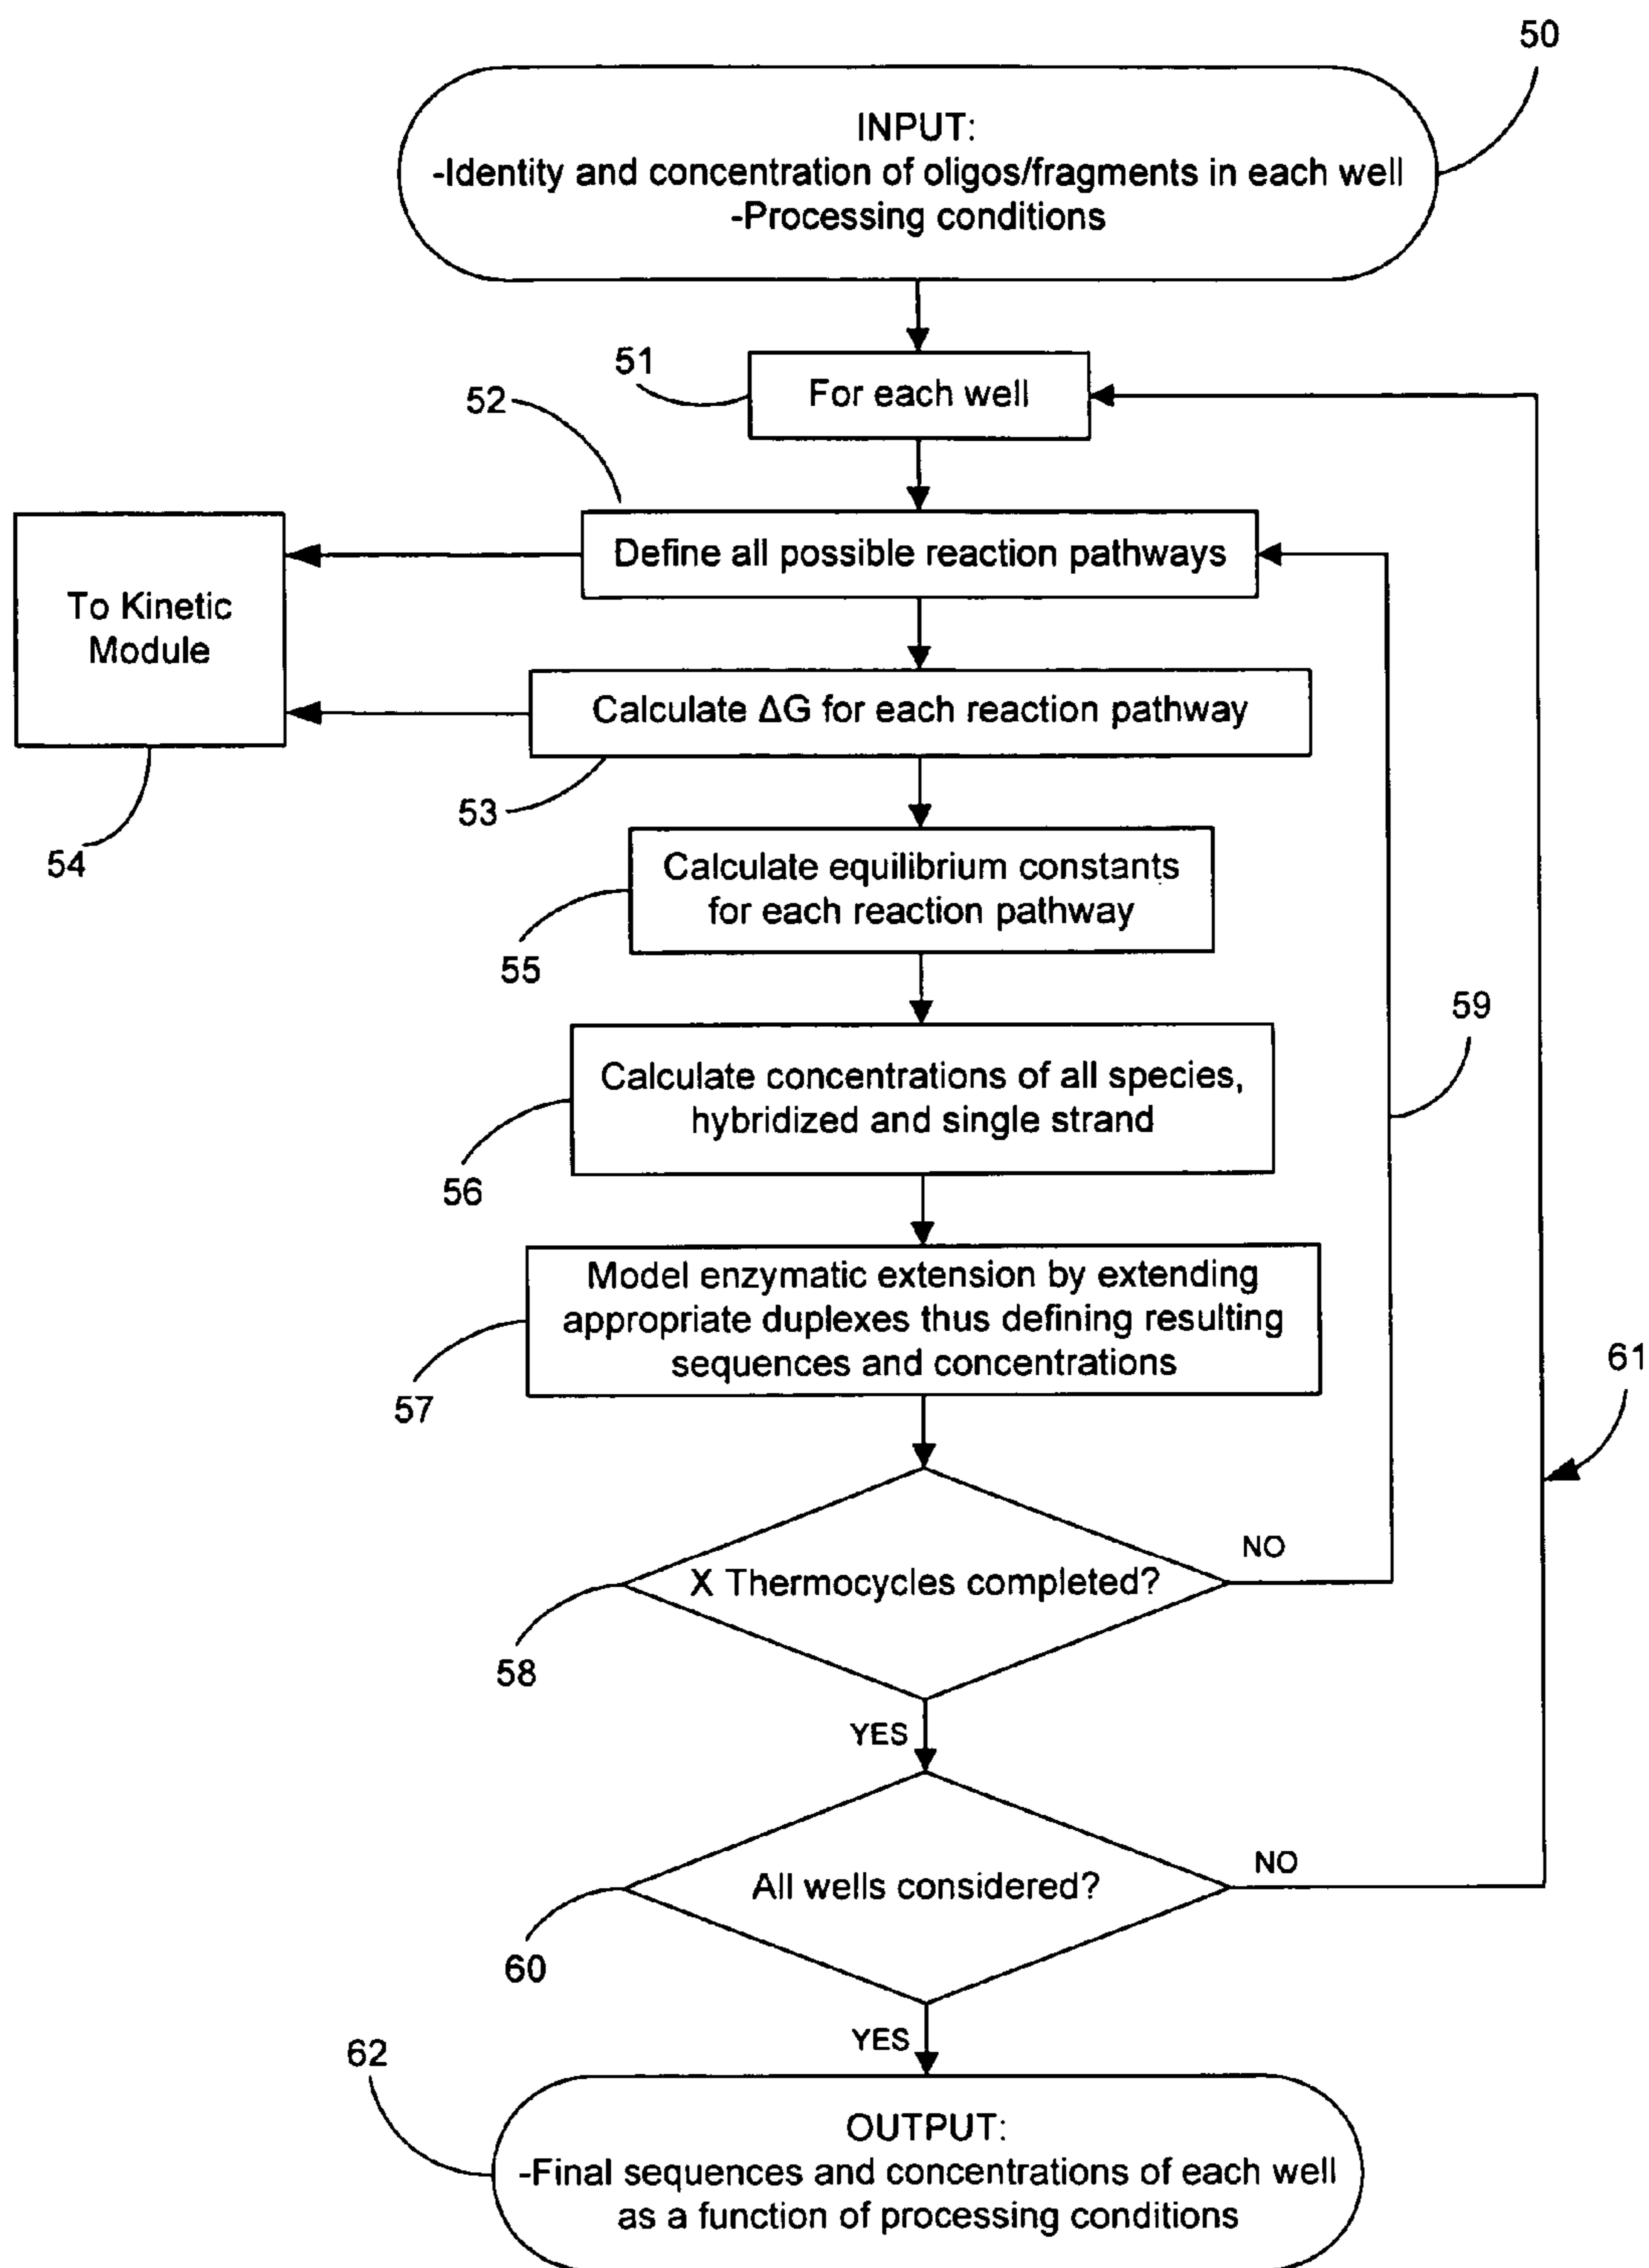 50
INPUT:
-Identity and concentration of oligos/fragments in each well
-Processing conditions
51
For each well
52
Define all possible reaction pathways
To Kinetic
Module
Calculate ΔG for each reaction pathway
53
54
Calculate equilibrium constants
for each reaction pathway
55
59
Calculate concentrations of all species,
hybridized and single strand
56
Model enzymatic extension by extending
appropriate duplexes thus defining resulting
sequences and concentrations
57
61
X Thermocycles completed?
NO
58
YES
All wells considered?
NO
60
YES
62
OUTPUT:
-Final sequences and concentrations of each well
as a function of processing conditions